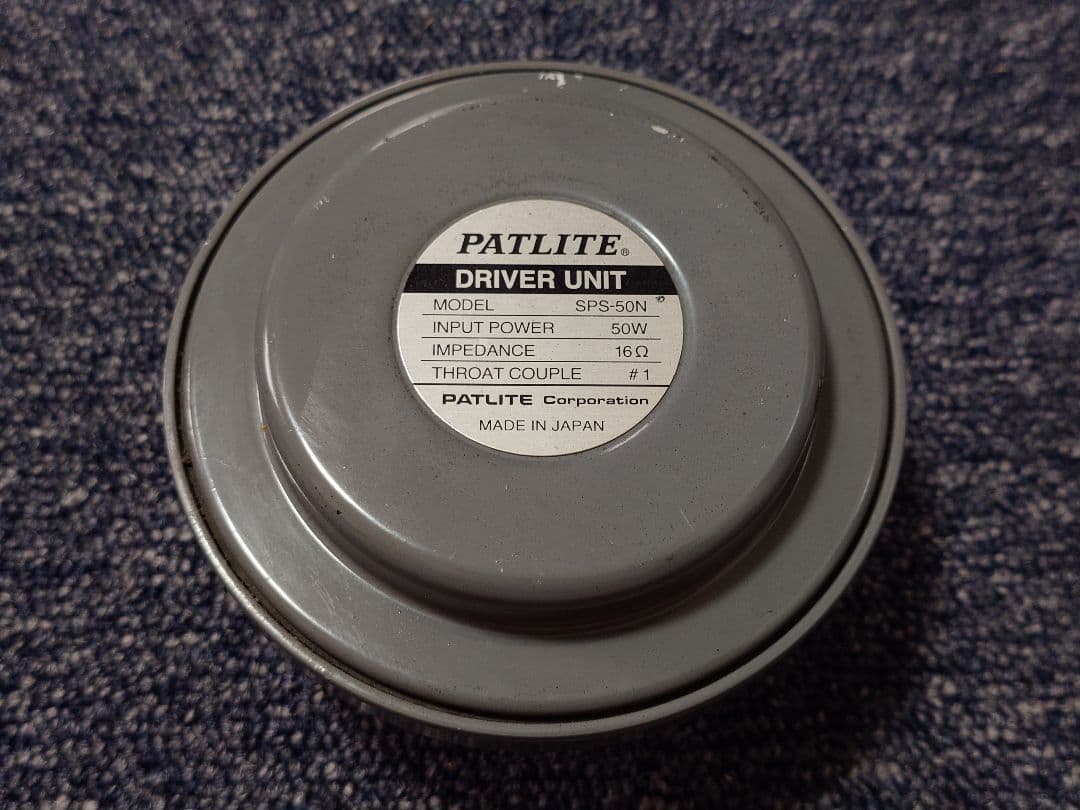 PATLITE®
DRIVER UNIT
MODEL SPS-50N
INPUT POWER 50W
IMPEDANCE 16Ω
THROAT COUPLE #1
PATLITE Corporation
MADE IN JAPAN